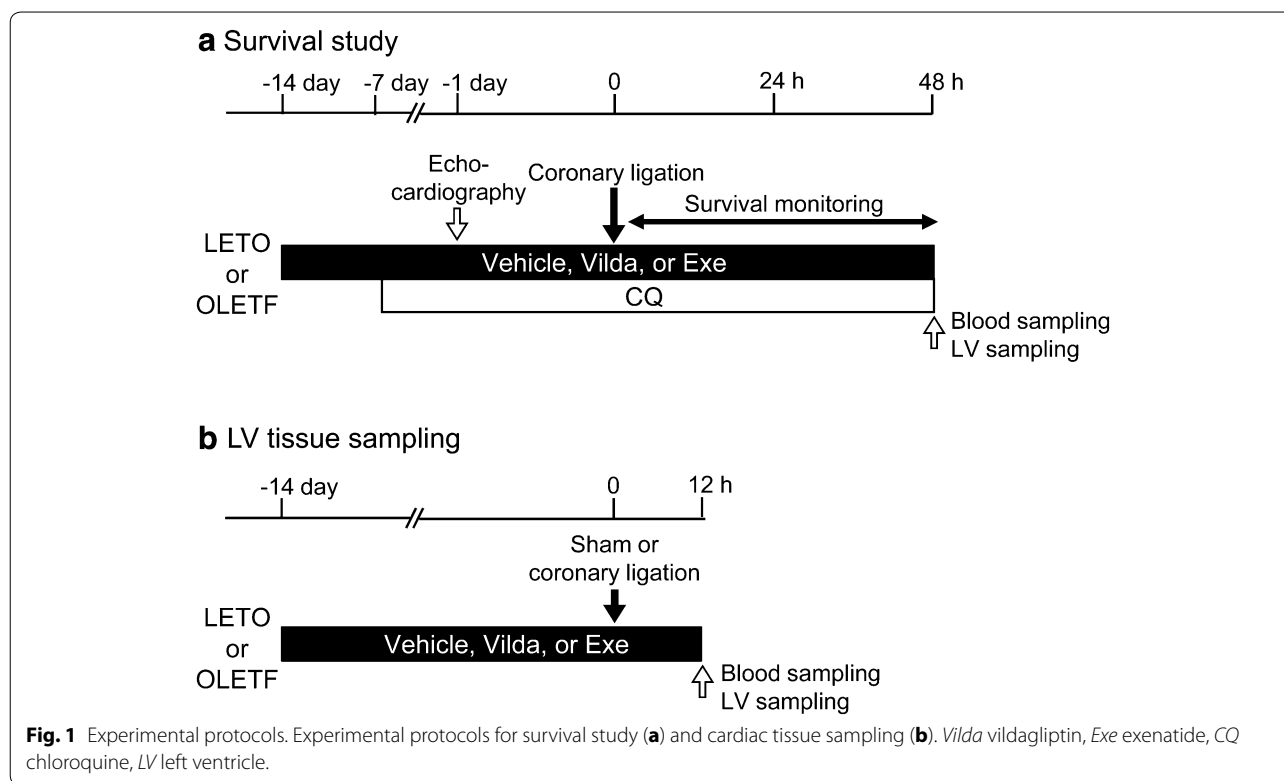 a Survival study
-14 day -7 day -1 day 0 24 h 48 h
Echo-
cardiography
Coronary ligation
Survival monitoring
LETO
or
OLETF
Vehicle, Vilda, or Exe
CQ
Blood sampling
LV sampling
b LV tissue sampling
-14 day 0 12 h
Sham or
coronary ligation
LETO
or
OLETF
Vehicle, Vilda, or Exe
Blood sampling
LV sampling
Fig. 1 Experimental protocols. Experimental protocols for survival study (a) and cardiac tissue sampling (b). Vilda vildagliptin, Exe exenatide, CQ
chloroquine, LV left ventricle.